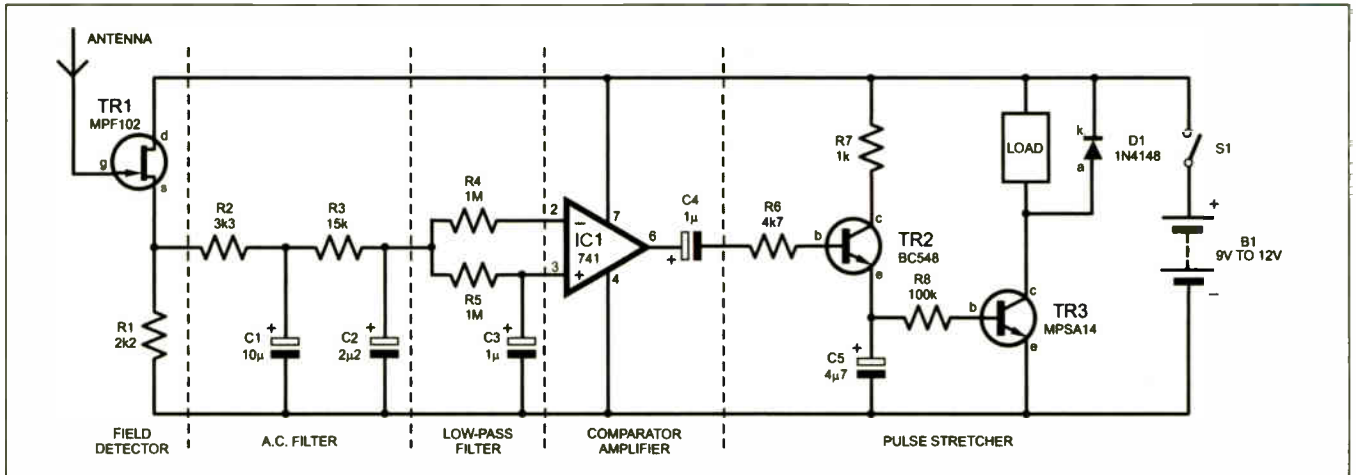 ANTENNA
TR1
MPF102
d
g
s
R1
2k2
R2
3k3
C1
10μ
+
R3
15k
C2
2μ2
+
R4
1M
R5
1M
C3
1μ
+
2
−
3
+
IC1
741
7
4
6
C4
1μ
+
R6
4k7
R7
1k
b
c
e
TR2
BC548
R8
100k
C5
4μ7
+
LOAD
b
c
e
TR3
MPSA14
k
a
D1
1N4148
S1
+
B1
9V TO 12V
−
FIELD
DETECTOR
A.C. FILTER
LOW-PASS
FILTER
COMPARATOR
AMPLIFIER
PULSE STRETCHER